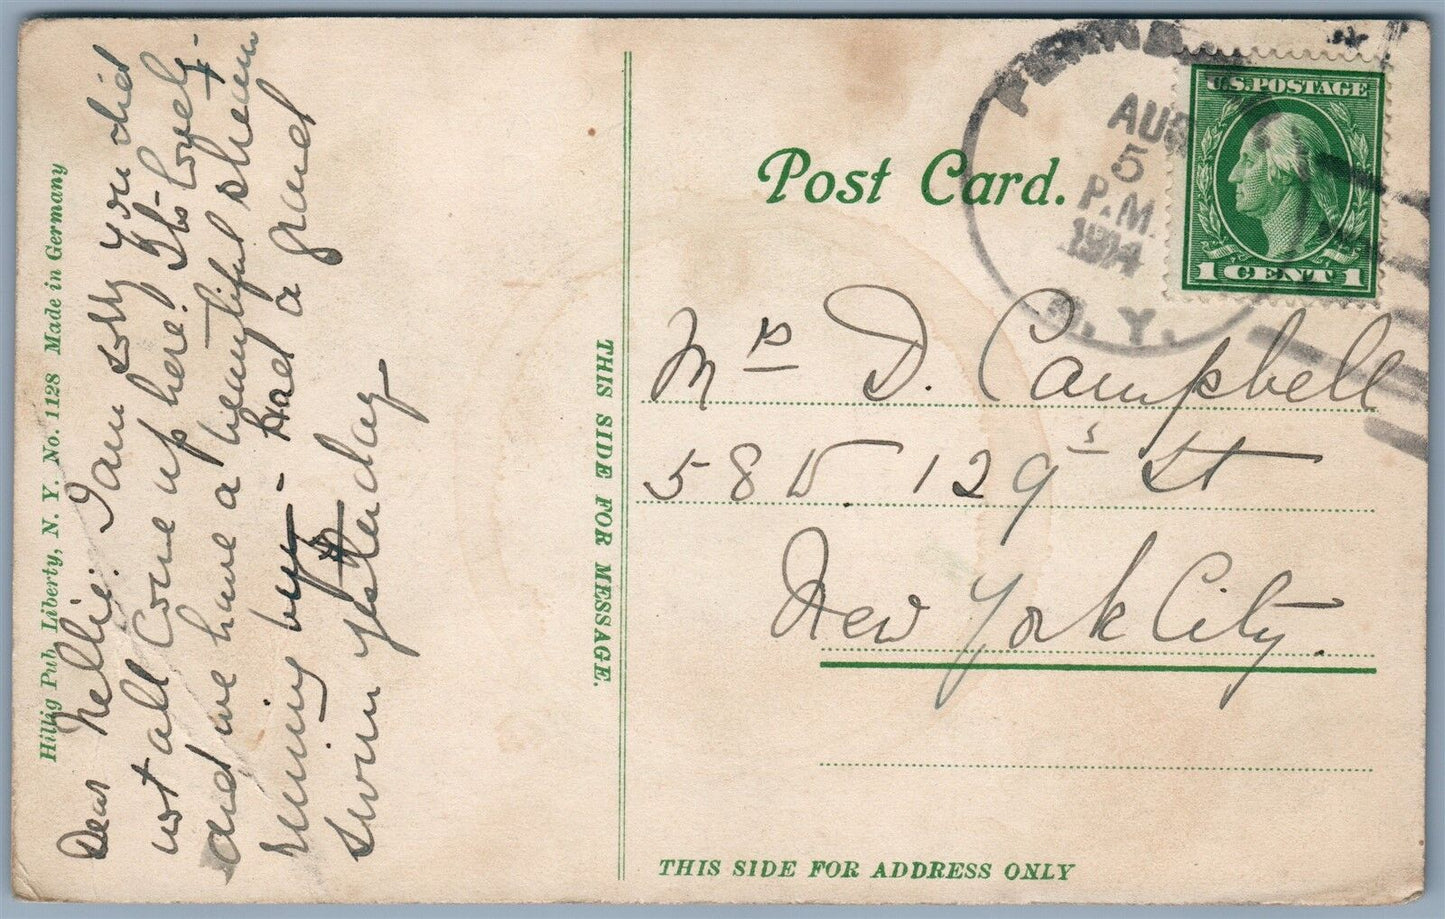 Hillig Pub. Liberty, N. Y. No. 1128 Made in Germany
Dear Nellie: I am sorry you did
not all come up here! It's lovely-
and we have a beautiful stream
running by - Had a grand
swim yesterday
THIS SIDE FOR MESSAGE.
Post Card.
AUG
5
P.M.
1914
N.Y.
U.S. POSTAGE
1 CENT 1
Mrs D. Campbell
58 W 129 St
New York City.
THIS SIDE FOR ADDRESS ONLY